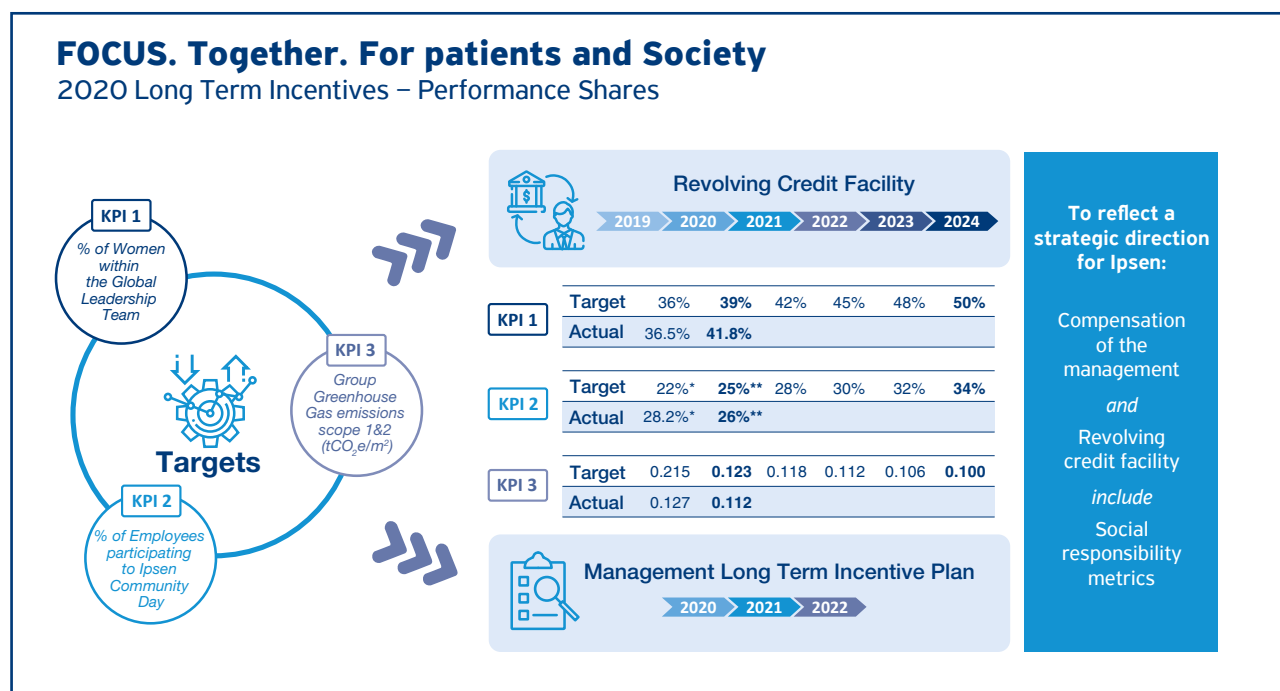 FOCUS. Together. For patients and Society
2020 Long Term Incentives – Performance Shares
KPI 1
% of Women
within
the Global
Leadership
Team
KPI 3
Group
Greenhouse
Gas emissions
scope 1&2
(tCO₂e/m²)
Targets
KPI 2
% of Employees
participating
to Ipsen
Community
Day
Revolving Credit Facility
2019 2020 2021 2022 2023 2024
KPI 1
Target 36% 39% 42% 45% 48% 50%
Actual 36.5% 41.8%
KPI 2
Target 22%* 25%** 28% 30% 32% 34%
Actual 28.2%* 26%**
KPI 3
Target 0.215 0.123 0.118 0.112 0.106 0.100
Actual 0.127 0.112
Management Long Term Incentive Plan
2020 2021 2022
To reflect a
strategic direction
for Ipsen:
Compensation
of the
management
and
Revolving
credit facility
include
Social
responsibility
metrics